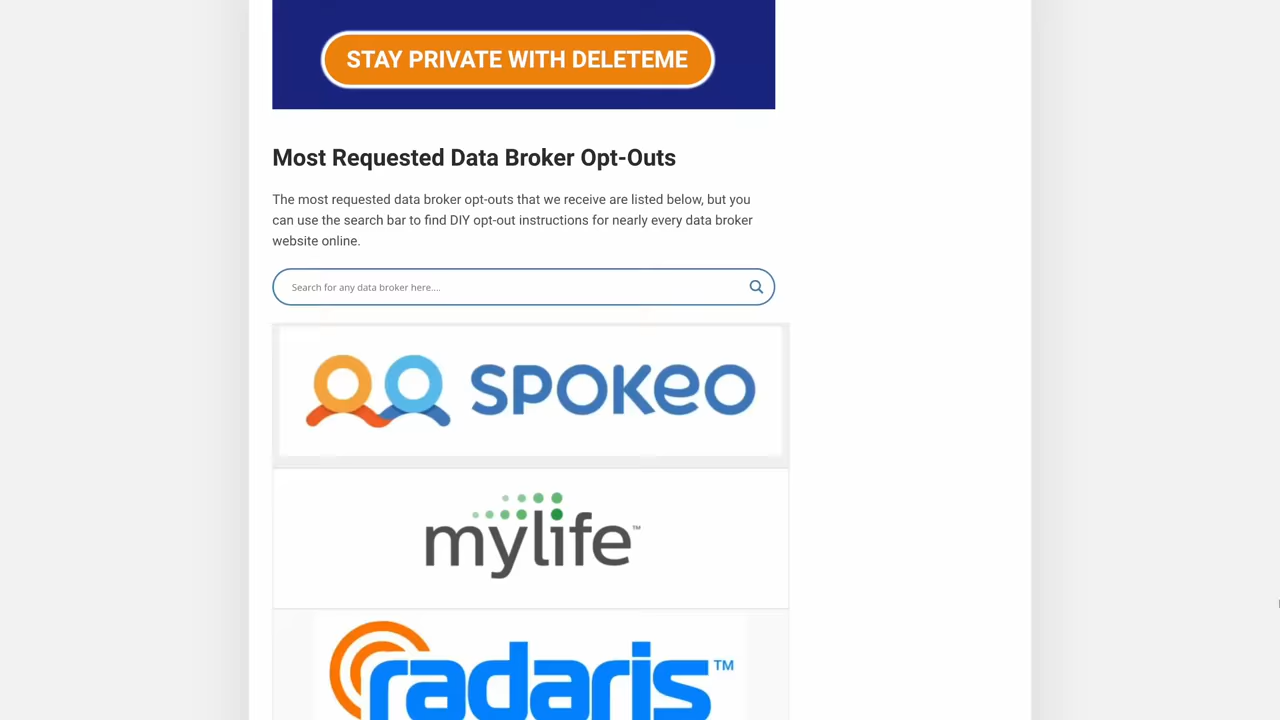 STAY PRIVATE WITH DELETEME
Most Requested Data Broker Opt-Outs
The most requested data broker opt-outs that we receive are listed below, but you
can use the search bar to find DIY opt-out instructions for nearly every data broker
website online.
Search for any data broker here....
SPOKEO
mylife™
radaris™